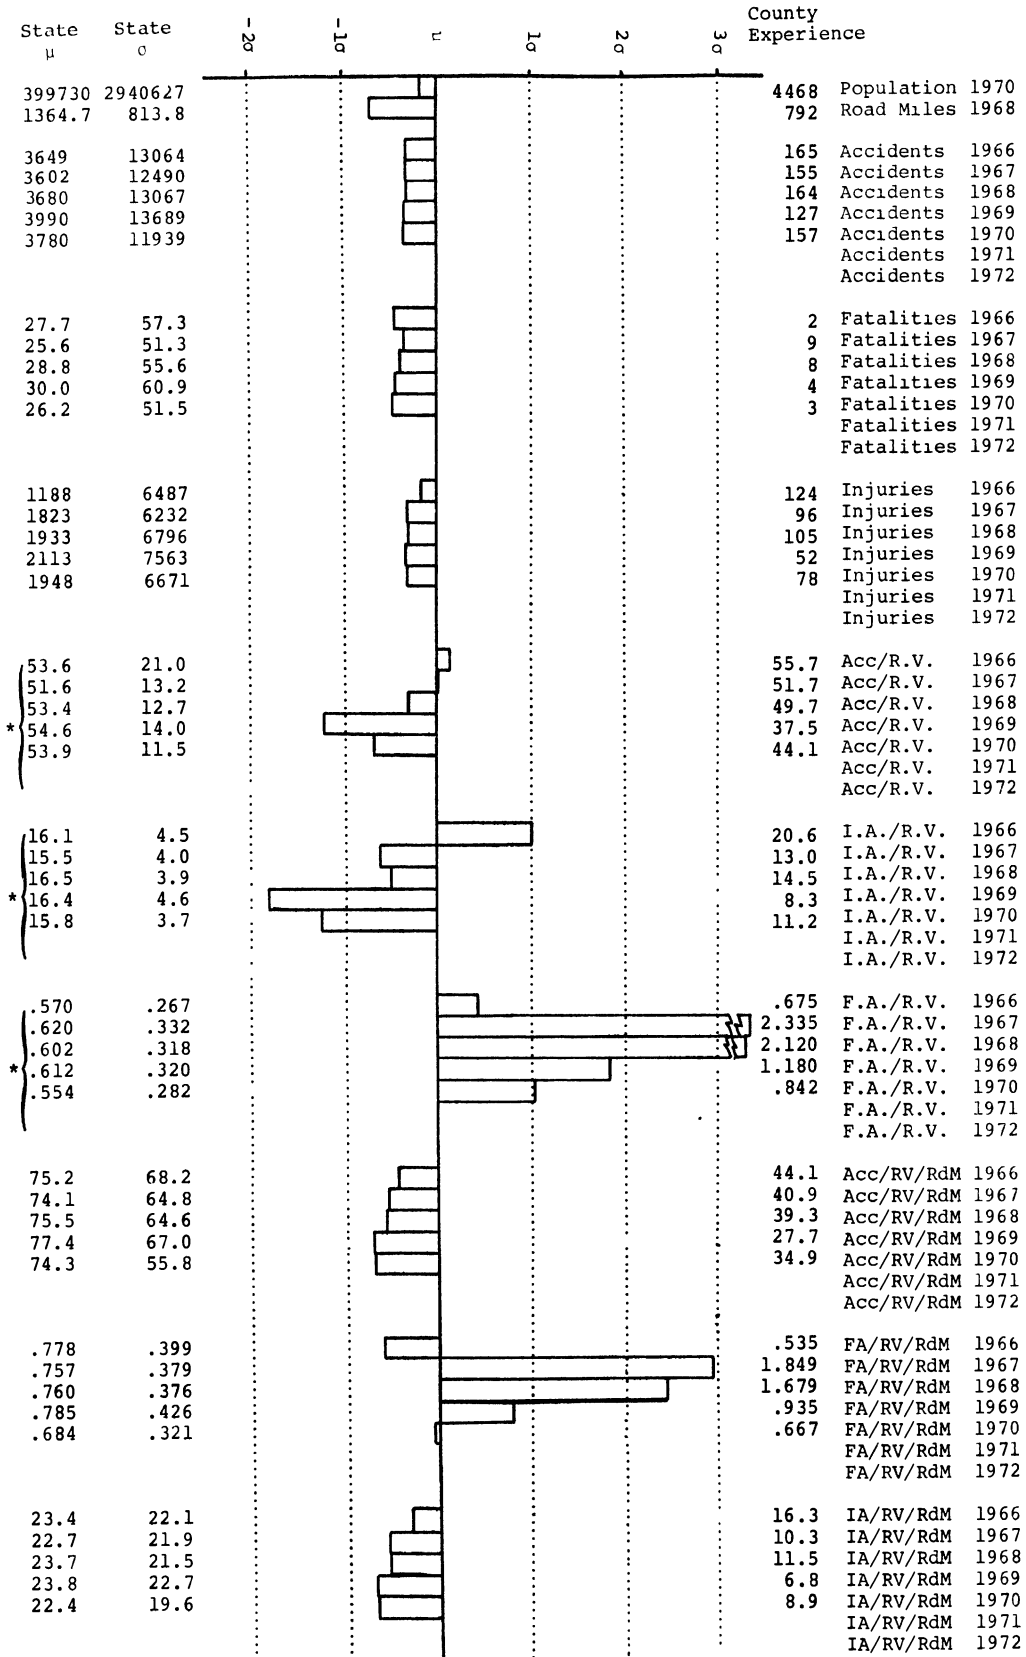 State State -2σ -1σ μ 1σ 2σ 3σ County
μ σ Experience
399730 2940627 4468 Population 1970
1364.7 813.8 792 Road Miles 1968
3649 13064 165 Accidents 1966
3602 12490 155 Accidents 1967
3680 13067 164 Accidents 1968
3990 13689 127 Accidents 1969
3780 11939 157 Accidents 1970
Accidents 1971
Accidents 1972
27.7 57.3 2 Fatalities 1966
25.6 51.3 9 Fatalities 1967
28.8 55.6 8 Fatalities 1968
30.0 60.9 4 Fatalities 1969
26.2 51.5 3 Fatalities 1970
Fatalities 1971
Fatalities 1972
1188 6487 124 Injuries 1966
1823 6232 96 Injuries 1967
1933 6796 105 Injuries 1968
2113 7563 52 Injuries 1969
1948 6671 78 Injuries 1970
Injuries 1971
Injuries 1972
53.6 21.0 55.7 Acc/R.V. 1966
51.6 13.2 51.7 Acc/R.V. 1967
53.4 12.7 49.7 Acc/R.V. 1968
* 54.6 14.0 37.5 Acc/R.V. 1969
53.9 11.5 44.1 Acc/R.V. 1970
Acc/R.V. 1971
Acc/R.V. 1972
16.1 4.5 20.6 I.A./R.V. 1966
15.5 4.0 13.0 I.A./R.V. 1967
16.5 3.9 14.5 I.A./R.V. 1968
* 16.4 4.6 8.3 I.A./R.V. 1969
15.8 3.7 11.2 I.A./R.V. 1970
I.A./R.V. 1971
I.A./R.V. 1972
.570 .267 .675 F.A./R.V. 1966
.620 .332 2.335 F.A./R.V. 1967
.602 .318 2.120 F.A./R.V. 1968
* .612 .320 1.180 F.A./R.V. 1969
.554 .282 .842 F.A./R.V. 1970
F.A./R.V. 1971
F.A./R.V. 1972
75.2 68.2 44.1 Acc/RV/RdM 1966
74.1 64.8 40.9 Acc/RV/RdM 1967
75.5 64.6 39.3 Acc/RV/RdM 1968
77.4 67.0 27.7 Acc/RV/RdM 1969
74.3 55.8 34.9 Acc/RV/RdM 1970
Acc/RV/RdM 1971
Acc/RV/RdM 1972
.778 .399 .535 FA/RV/RdM 1966
.757 .379 1.849 FA/RV/RdM 1967
.760 .376 1.679 FA/RV/RdM 1968
.785 .426 .935 FA/RV/RdM 1969
.684 .321 .667 FA/RV/RdM 1970
FA/RV/RdM 1971
FA/RV/RdM 1972
23.4 22.1 16.3 IA/RV/RdM 1966
22.7 21.9 10.3 IA/RV/RdM 1967
23.7 21.5 11.5 IA/RV/RdM 1968
23.8 22.7 6.8 IA/RV/RdM 1969
22.4 19.6 8.9 IA/RV/RdM 1970
IA/RV/RdM 1971
IA/RV/RdM 1972